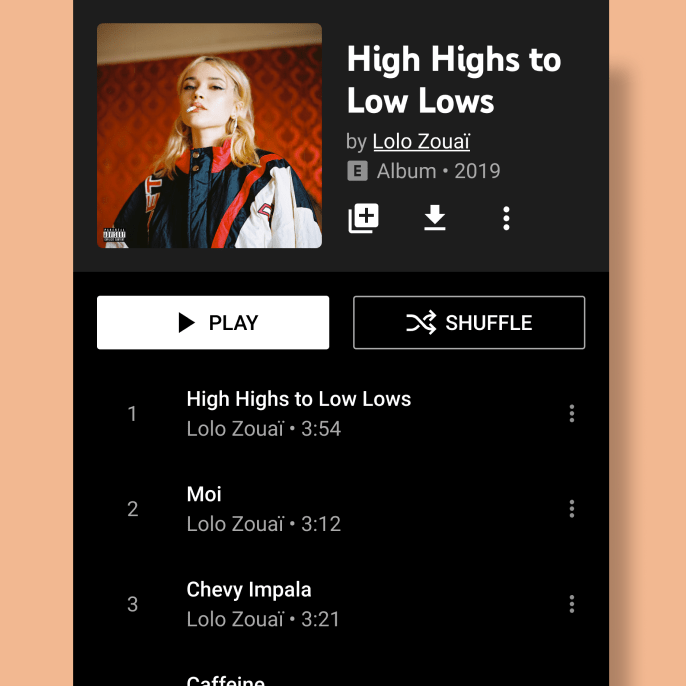 High Highs to
Low Lows
by Lolo Zouaï
E Album • 2019
PLAY
SHUFFLE
1
High Highs to Low Lows
Lolo Zouaï • 3:54
2
Moi
Lolo Zouaï • 3:12
3
Chevy Impala
Lolo Zouaï • 3:21
Caffeine